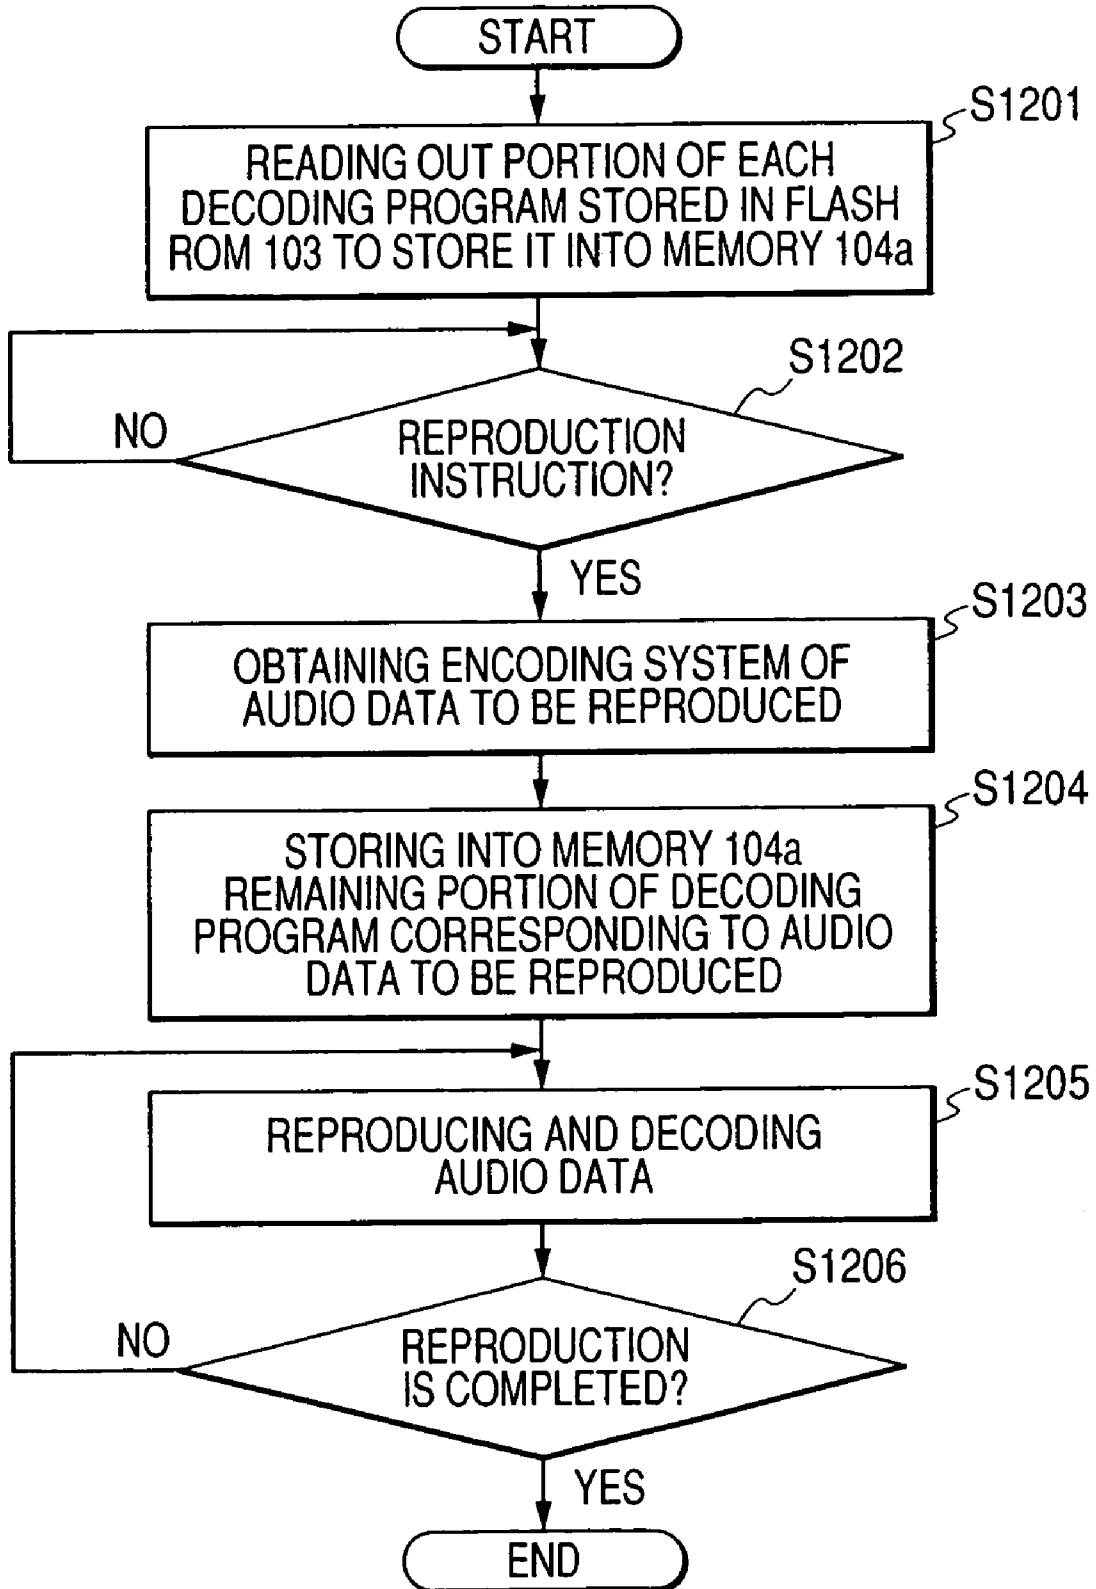 START
S1201
READING OUT PORTION OF EACH
DECODING PROGRAM STORED IN FLASH
ROM 103 TO STORE IT INTO MEMORY 104a
S1202
NO
REPRODUCTION
INSTRUCTION?
YES
S1203
OBTAINING ENCODING SYSTEM OF
AUDIO DATA TO BE REPRODUCED
S1204
STORING INTO MEMORY 104a
REMAINING PORTION OF DECODING
PROGRAM CORRESPONDING TO AUDIO
DATA TO BE REPRODUCED
S1205
REPRODUCING AND DECODING
AUDIO DATA
S1206
NO
REPRODUCTION
IS COMPLETED?
YES
END